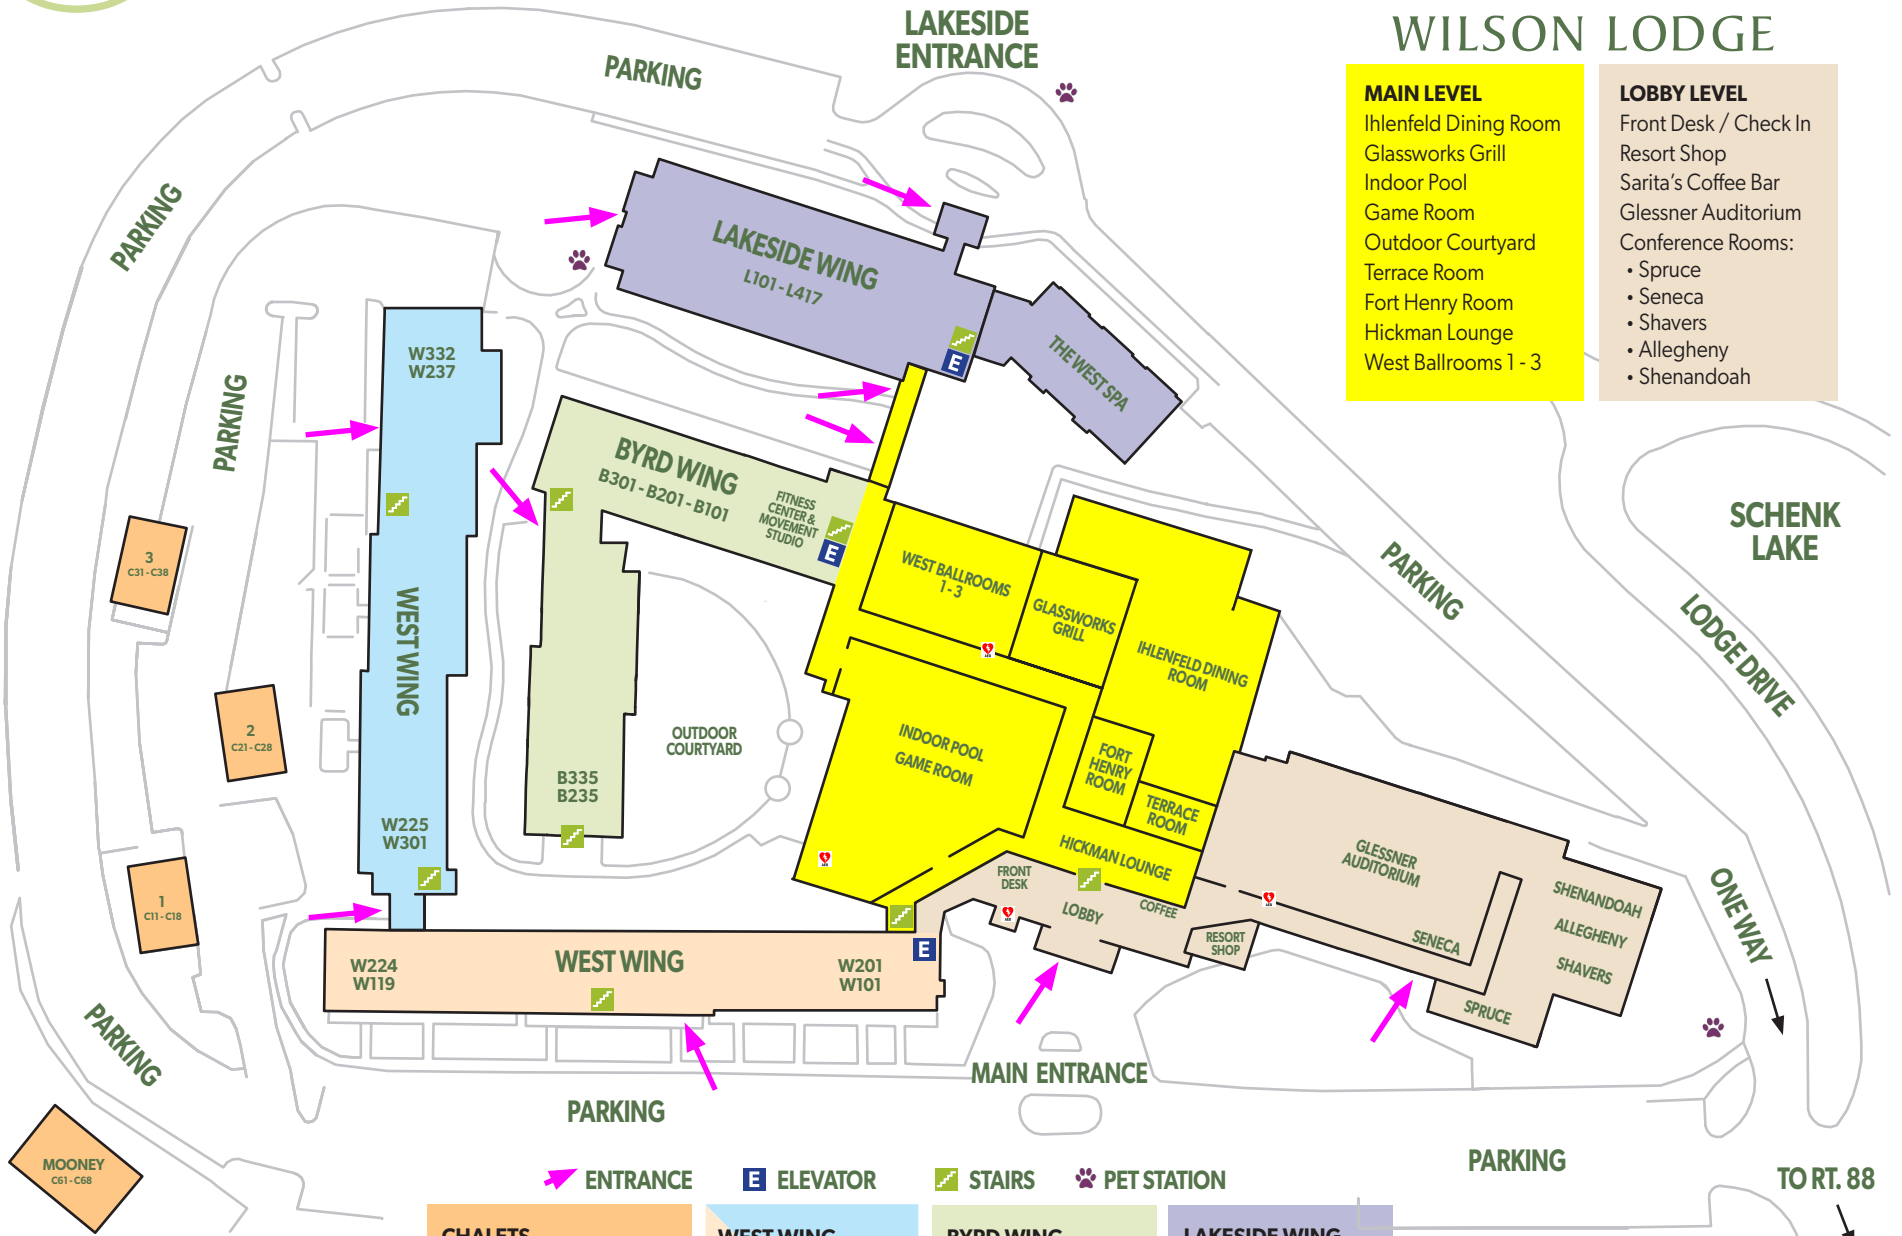 LAKESIDE
ENTRANCE
WILSON LODGE
MAIN LEVEL
Ihlenfeld Dining Room
Glassworks Grill
Indoor Pool
Game Room
Outdoor Courtyard
Terrace Room
Fort Henry Room
Hickman Lounge
West Ballrooms 1 - 3
LOBBY LEVEL
Front Desk / Check In
Resort Shop
Sarita's Coffee Bar
Glessner Auditorium
Conference Rooms:
• Spruce
• Seneca
• Shavers
• Allegheny
• Shenandoah
PARKING
PARKING
PARKING
LAKESIDE WING
L101 - L417
THE WEST SPA
W332
W237
BYRD WING
B301 - B201 - B101
FITNESS
CENTER &
MOVEMENT
STUDIO
E
E
WEST WING
3
C31 - C38
2
C21 - C28
1
C11 - C18
WEST BALLROOMS
1 - 3
GLASSWORKS
GRILL
IHLENFELD DINING
ROOM
SCHENK
LAKE
PARKING
LODGE DRIVE
OUTDOOR
COURTYARD
INDOOR POOL
GAME ROOM
FORT
HENRY
ROOM
TERRACE
ROOM
HICKMAN LOUNGE
B335
B235
W225
W301
FRONT
DESK
LOBBY
COFFEE
RESORT
SHOP
GLESSNER
AUDITORIUM
SENECA
SHENANDOAH
ALLEGHENY
SHAVERS
SPRUCE
ONE WAY
W224
W119
WEST WING
W201
W101
E
MAIN ENTRANCE
PARKING
PARKING
PARKING
MOONEY
C61 - C68
TO RT. 88
ENTRANCE
E ELEVATOR
STAIRS
PET STATION
CHALETS
WEST WING
BYRD WING
LAKESIDE WING